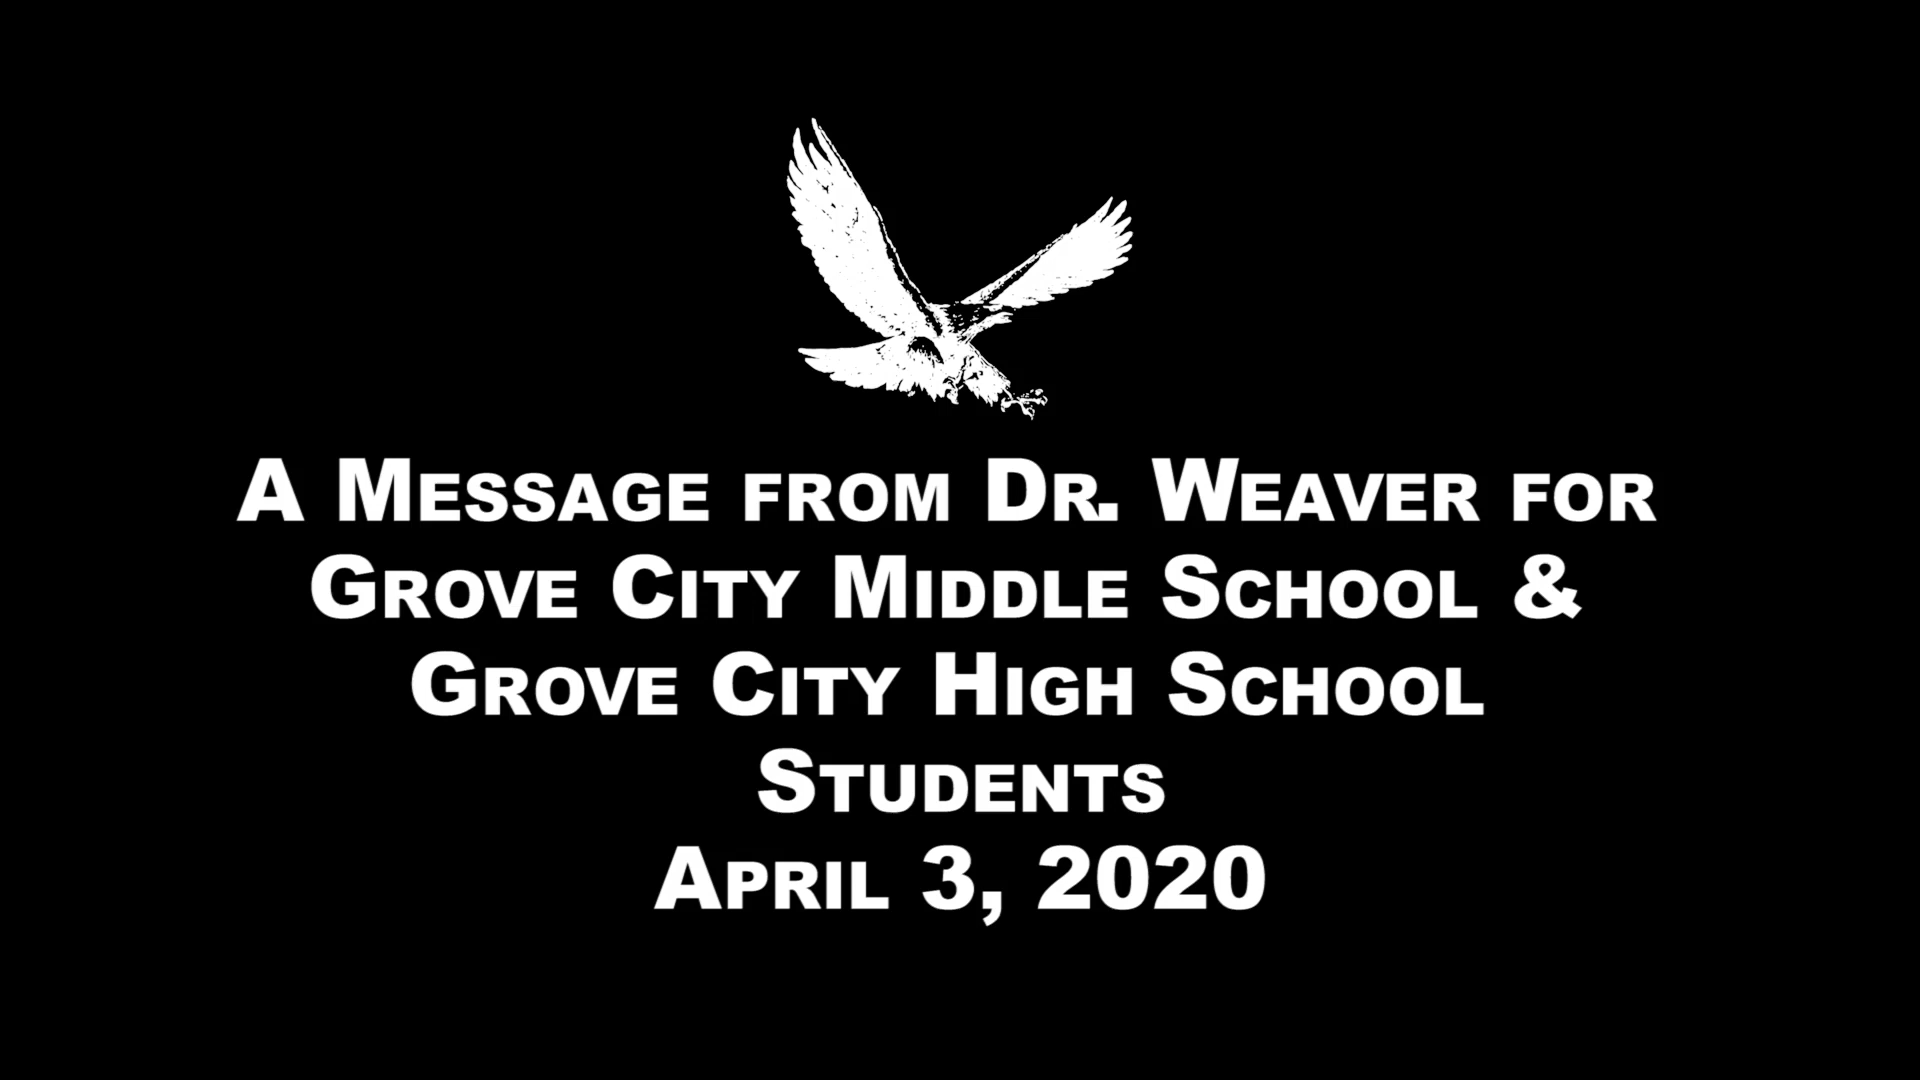 A Message from Dr. Weaver for
Grove City Middle School &
Grove City High School
Students
April 3, 2020